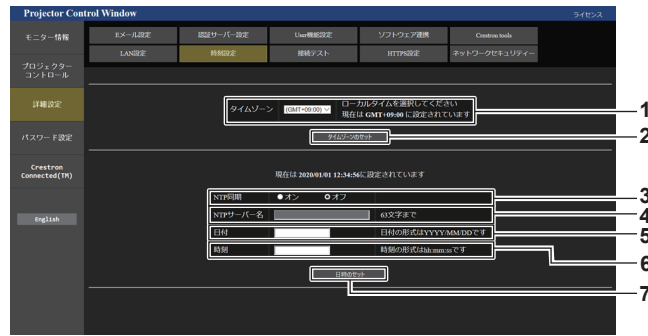 Projector Control Window
ライセンス
モニター情報
プロジェクター
コントロール
詳細設定
パスワード設定
Crestron
Connected(TM)
English
Eメール設定 認証サーバー設定 User機能設定 ソフトウェア連携 Crestron tools
LAN設定 時刻設定 接続テスト HTTPS設定 ネットワークセキュリティー
タイムゾーン (GMT+09:00) ローカルタイムを選択してください
現在は GMT+09:00 に設定されています
1
タイムゾーンのセット
2
現在は 2020/01/01 12:34:56に設定されています
NTP同期 オン オフ
3
NTPサーバー名 63文字まで
4
日付 日付の形式はYYYY/MM/DDです
5
時刻 時刻の形式はhh:mm:ssです
6
日時のセット
7